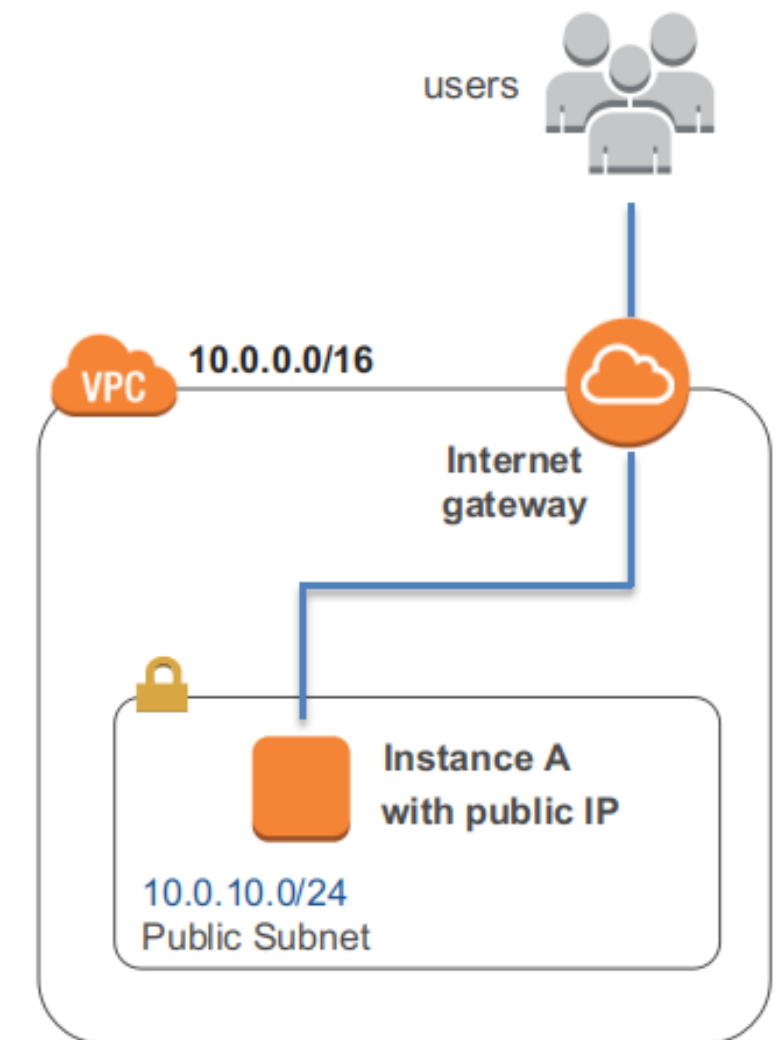 users
VPC
10.0.0.0/16
Internet
gateway
Instance A
with public IP
10.0.10.0/24
Public Subnet